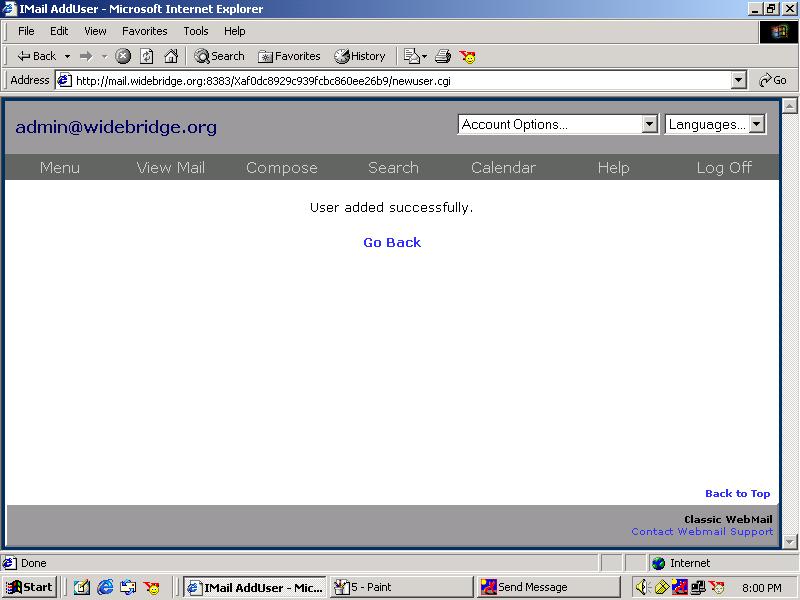 IMail AddUser - Microsoft Internet Explorer
File Edit View Favorites Tools Help
Back Search Favorites History
Address http://mail.widebridge.org:8383/Xaf0dc8929c939fcbc860ee26b9/newuser.cgi Go
admin@widebridge.org Account Options... Languages...
Menu View Mail Compose Search Calendar Help Log Off
User added successfully.
Go Back
Back to Top
Classic WebMail
Contact Webmail Support
Done Internet
Start IMail AddUser - Mic... 5 - Paint Send Message 8:00 PM